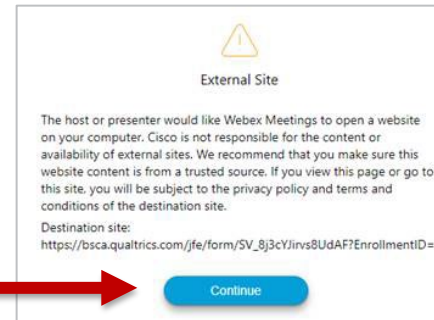 External Site
The host or presenter would like Webex Meetings to open a website
on your computer. Cisco is not responsible for the content or
availability of external sites. We recommend that you make sure this
website content is from a trusted source. If you view this page or go to
this site, you will be subject to the privacy policy and terms and
conditions of the destination site.
Destination site:
https://bsca.qualtrics.com/jfe/form/SV_8j3cYJirvs8UdAF?EnrollmentID=
Continue